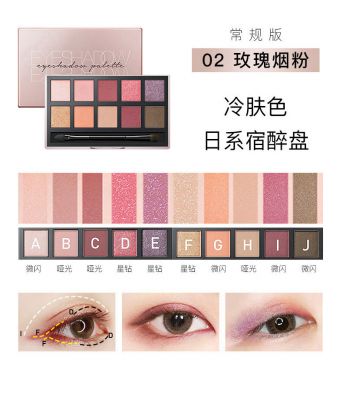 EYESHADOW
eyeshadow palette
常规版
02 玫瑰烟粉
冷肤色
日系宿醉盘
A B C D E F G H I J
微闪 哑光 哑光 星钻 星钻 星钻 微闪 微闪 哑光 微闪
D
D
I
F
F